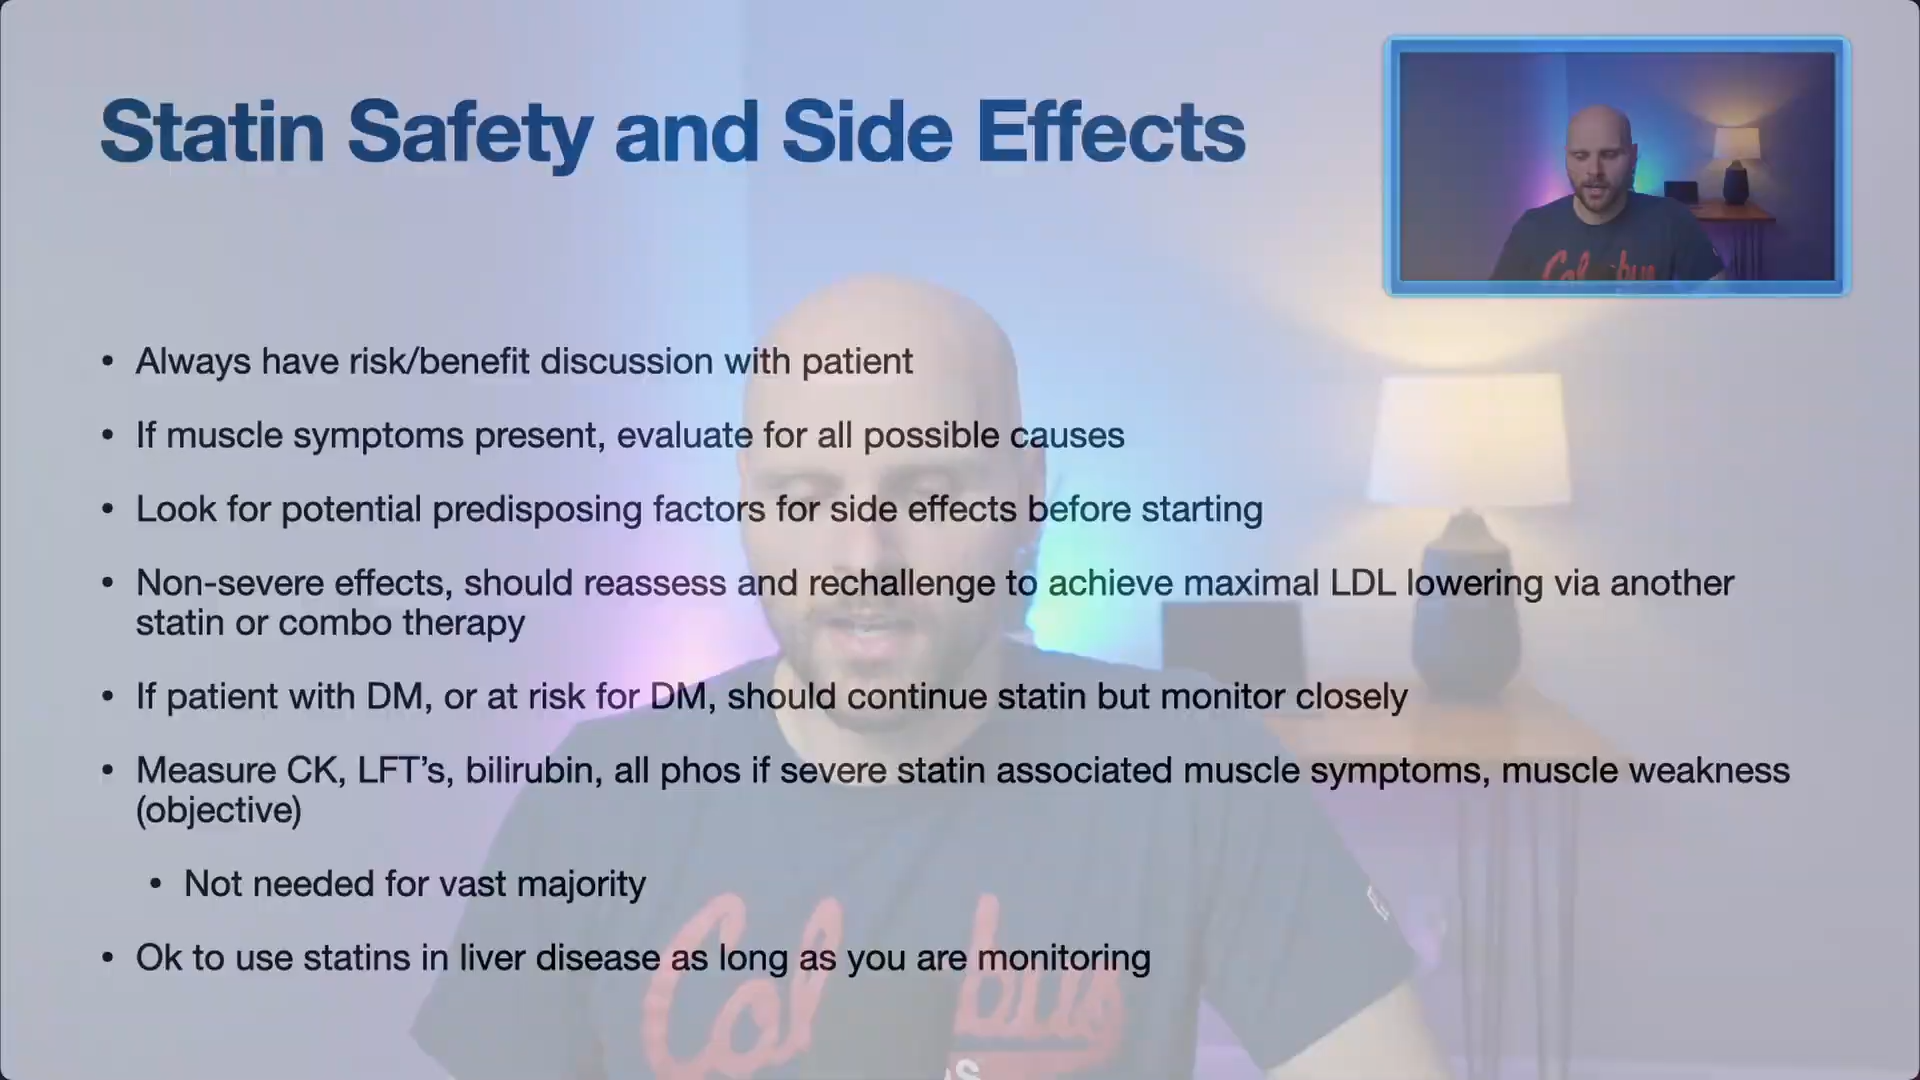 Statin Safety and Side Effects
• Always have risk/benefit discussion with patient
• If muscle symptoms present, evaluate for all possible causes
• Look for potential predisposing factors for side effects before starting
• Non-severe effects, should reassess and rechallenge to achieve maximal LDL lowering via another
statin or combo therapy
• If patient with DM, or at risk for DM, should continue statin but monitor closely
• Measure CK, LFT’s, bilirubin, all phos if severe statin associated muscle symptoms, muscle weakness
(objective)
• Not needed for vast majority
• Ok to use statins in liver disease as long as you are monitoring